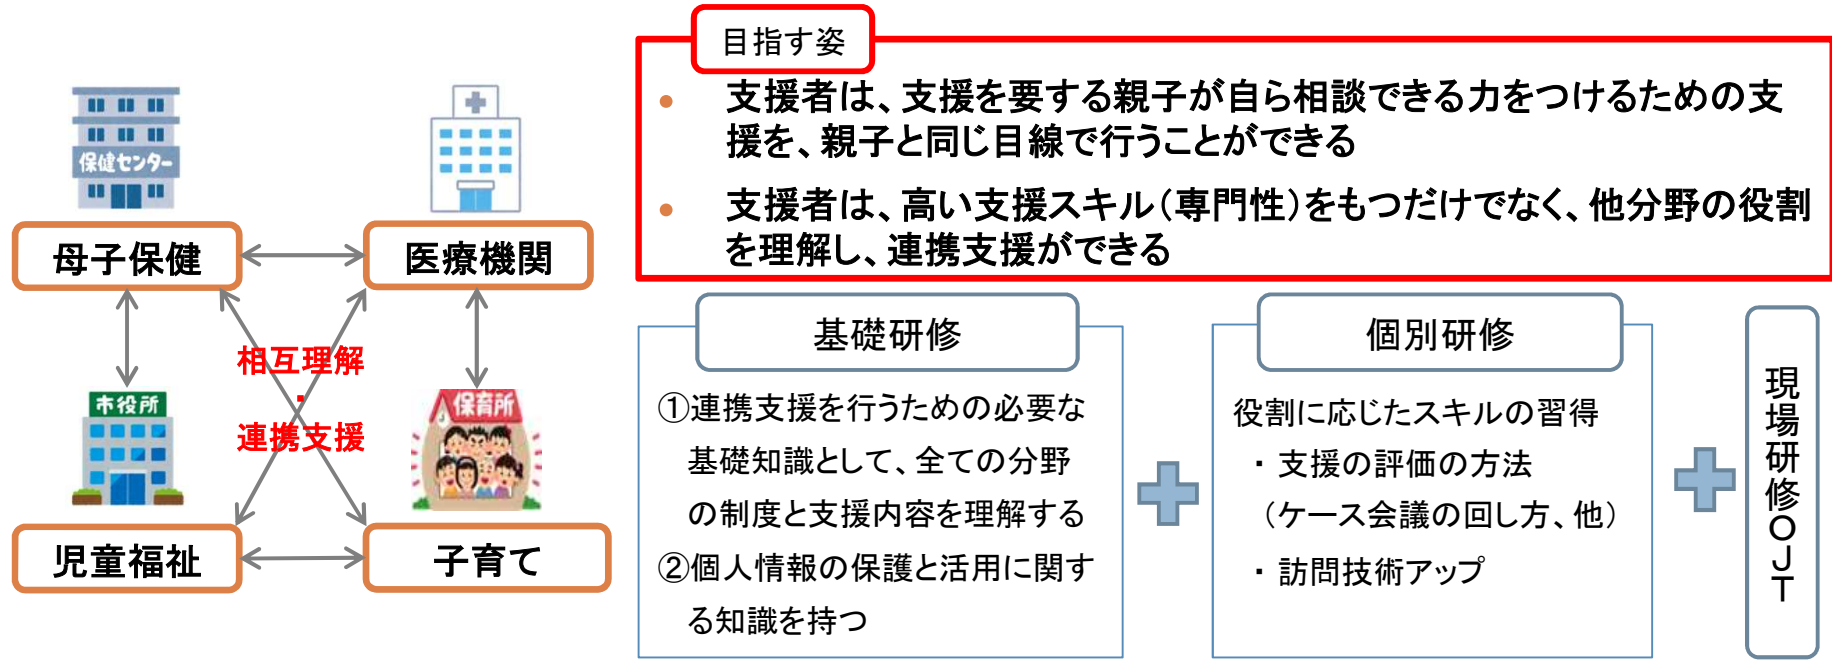 保健センター
母子保健
医療機関
相互理解
・
連携支援
市役所
保育所
児童福祉
子育て
目指す姿
• 支援者は、支援を要する親子が自ら相談できる力をつけるための支
援を、親子と同じ目線で行うことができる
• 支援者は、高い支援スキル(専門性)をもつだけでなく、他分野の役割
を理解し、連携支援ができる
基礎研修
①連携支援を行うための必要な
基礎知識として、全ての分野
の制度と支援内容を理解する
②個人情報の保護と活用に関す
る知識を持つ
個別研修
役割に応じたスキルの習得
・支援の評価の方法
(ケース会議の回し方、他)
・訪問技術アップ
現場研修OJT